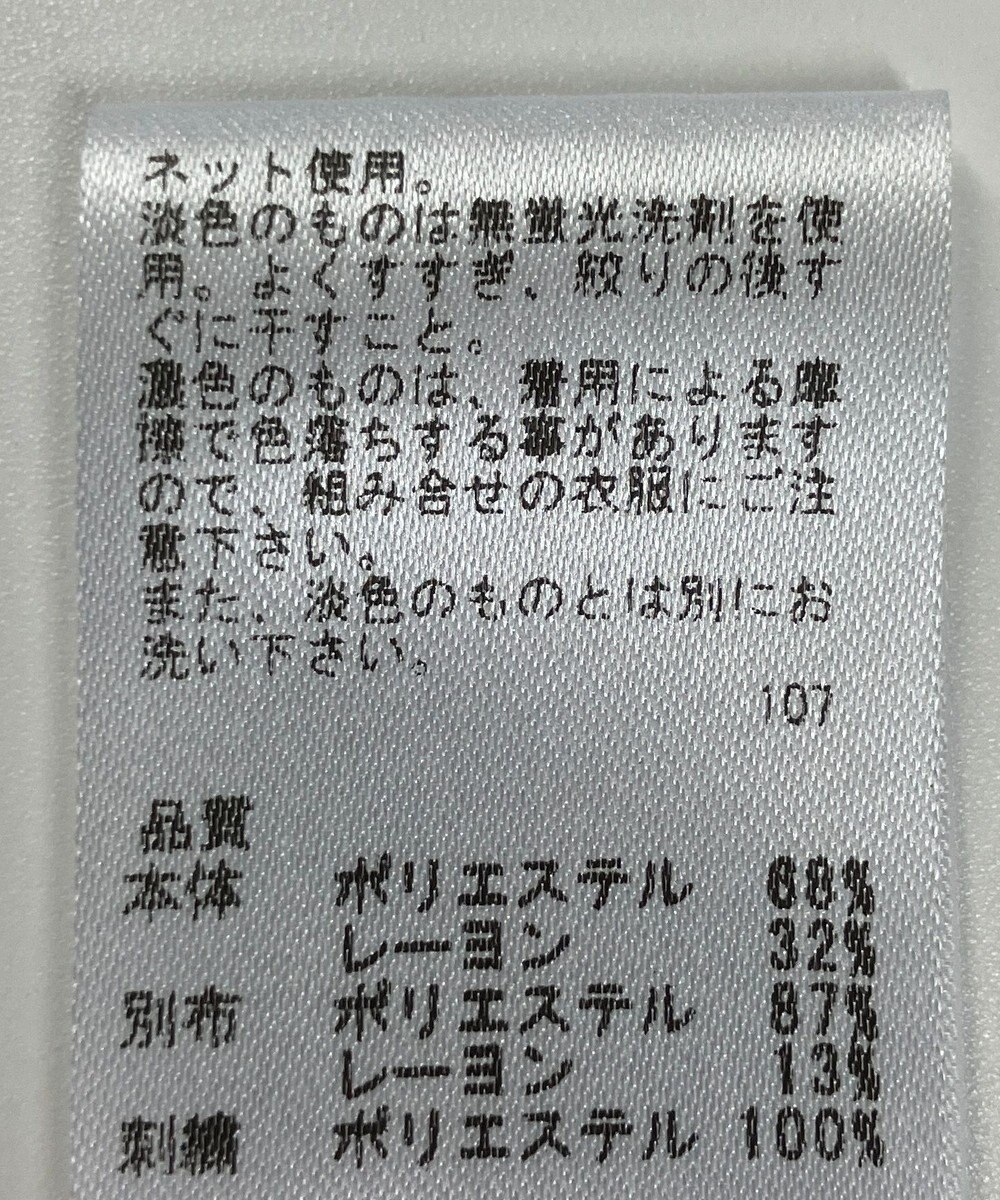 ネット使用。
淡色のものは無蛍光洗剤を使
用。よくすすぎ、絞りの後す
ぐに干すこと。
濃色のものは、着用による摩
擦で色落ちする事があります
ので、組み合せの衣服にご注
意下さい。
また、淡色のものとは別にお
洗い下さい。
107
品質
本体 ポリエステル 68%
レーヨン 32%
別布 ポリエステル 87%
レーヨン 13%
刺繍 ポリエステル 100%